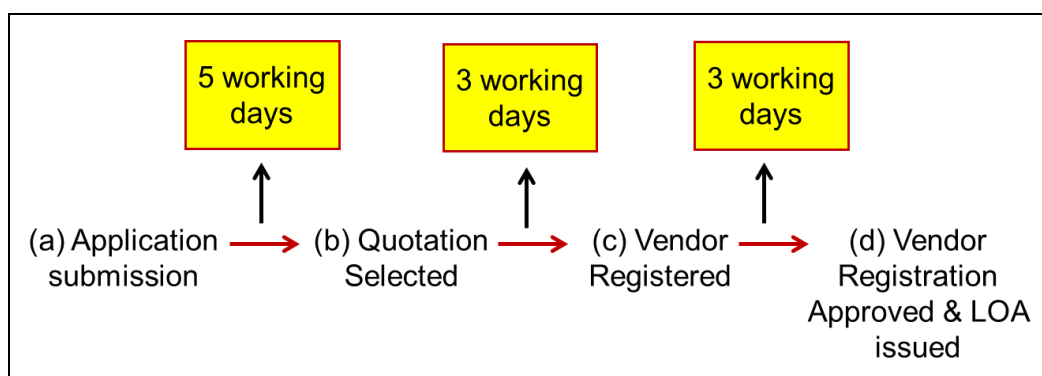 5 working
days
3 working
days
3 working
days
(a) Application
submission
(b) Quotation
Selected
(c) Vendor
Registered
(d) Vendor
Registration
Approved & LOA
issued